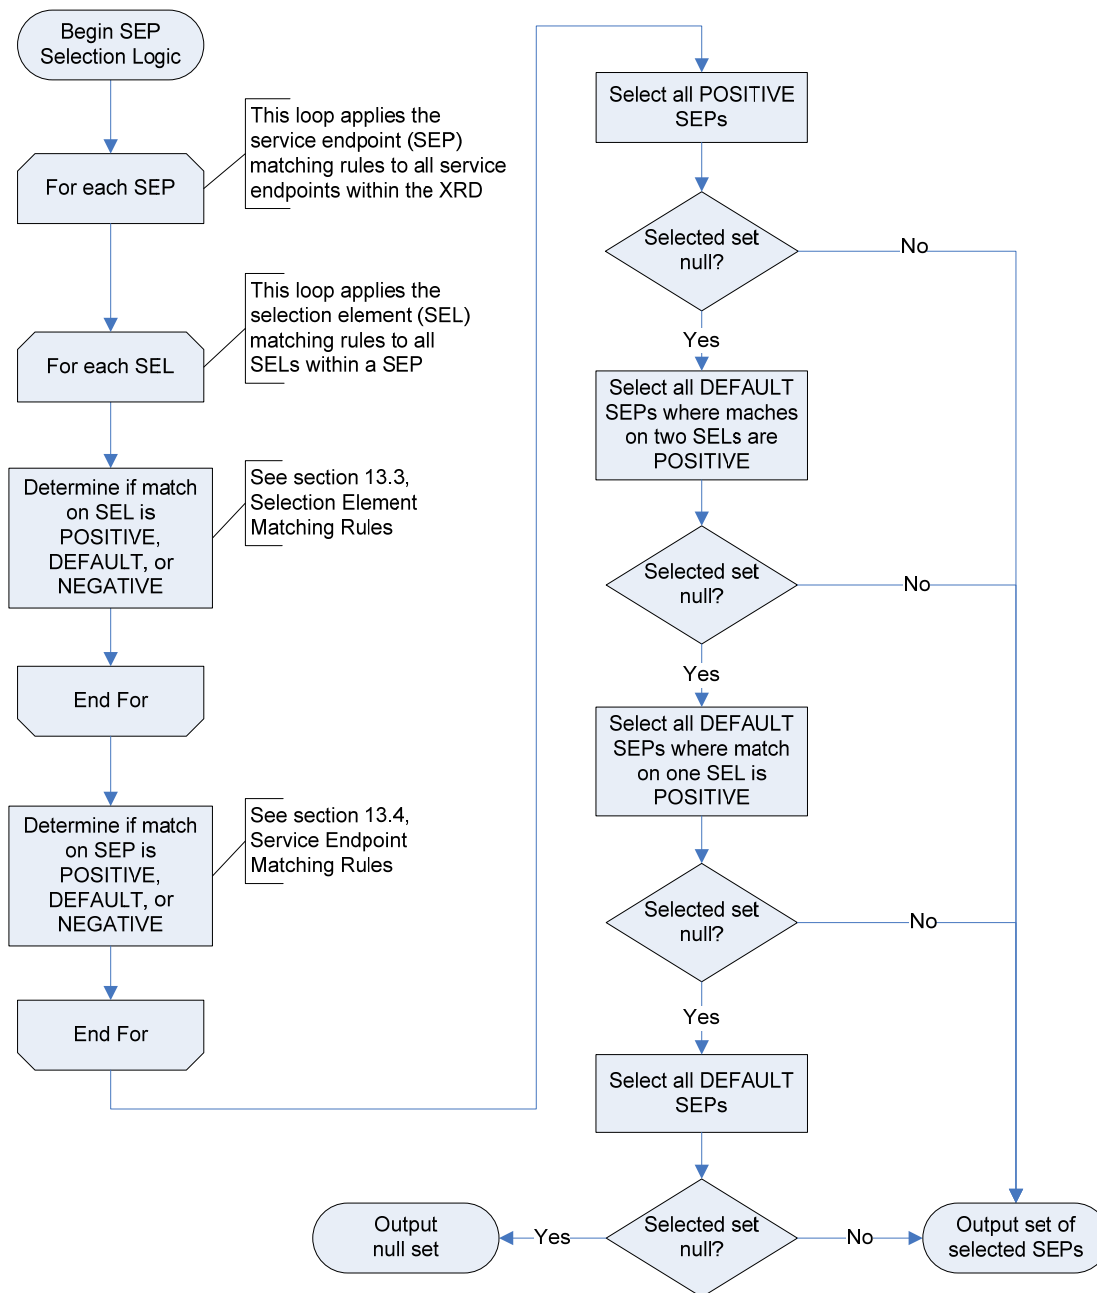 Begin SEP
Selection Logic
This loop applies the
service endpoint (SEP)
matching rules to all service
endpoints within the XRD
For each SEP
This loop applies the
selection element (SEL)
matching rules to all
SELs within a SEP
For each SEL
Determine if match
on SEL is
POSITIVE,
DEFAULT, or
NEGATIVE
See section 13.3,
Selection Element
Matching Rules
End For
Determine if match
on SEP is
POSITIVE,
DEFAULT, or
NEGATIVE
See section 13.4,
Service Endpoint
Matching Rules
End For
Select all POSITIVE
SEPs
Selected set
null?
No
Yes
Select all DEFAULT
SEPs where maches
on two SELs are
POSITIVE
Selected set
null?
No
Yes
Select all DEFAULT
SEPs where match
on one SEL is
POSITIVE
Selected set
null?
No
Yes
Select all DEFAULT
SEPs
Selected set
null?
Yes
No
Output
null set
Output set of
selected SEPs